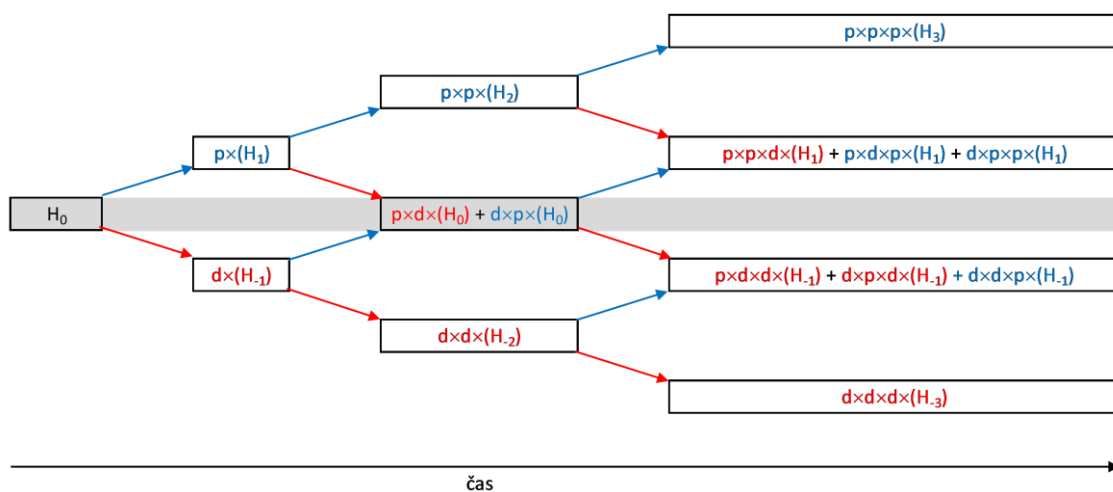 p×p×p×(H₃)
p×p×(H₂)
p×(H₁)
p×p×d×(H₁) + p×d×p×(H₁) + d×p×p×(H₁)
H₀
p×d×(H₀) + d×p×(H₀)
d×(H₋₁)
p×d×d×(H₋₁) + d×p×d×(H₋₁) + d×d×p×(H₋₁)
d×d×(H₋₂)
d×d×d×(H₋₃)
čas